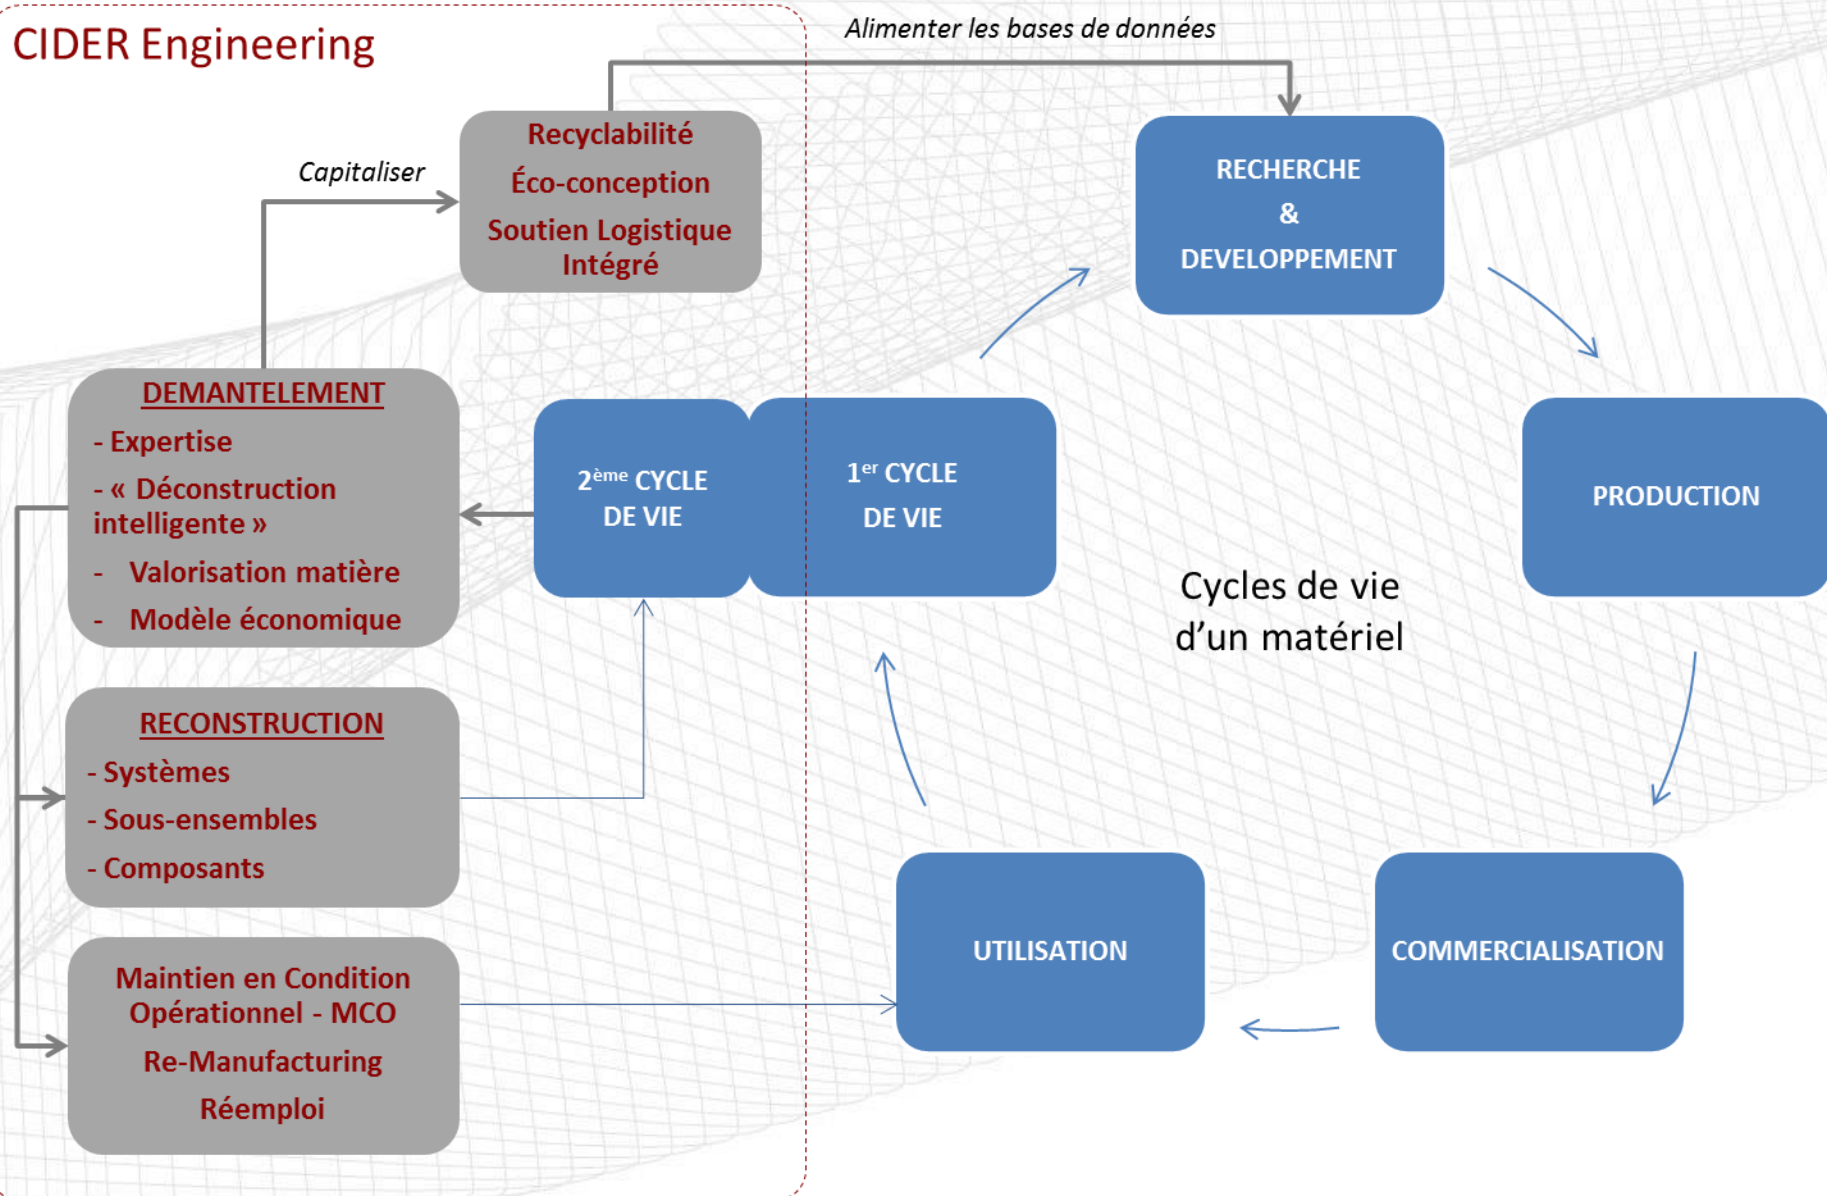 CIDER Engineering
Alimenter les bases de données
Capitaliser
Recyclabilité
Éco-conception
Soutien Logistique
Intégré
RECHERCHE
&
DEVELOPPEMENT
DEMANTELEMENT
- Expertise
- « Déconstruction
intelligente »
- Valorisation matière
- Modèle économique
2ème CYCLE
DE VIE
1er CYCLE
DE VIE
PRODUCTION
Cycles de vie
d’un matériel
RECONSTRUCTION
- Systèmes
- Sous-ensembles
- Composants
Maintien en Condition
Opérationnel - MCO
Re-Manufacturing
Réemploi
UTILISATION
COMMERCIALISATION